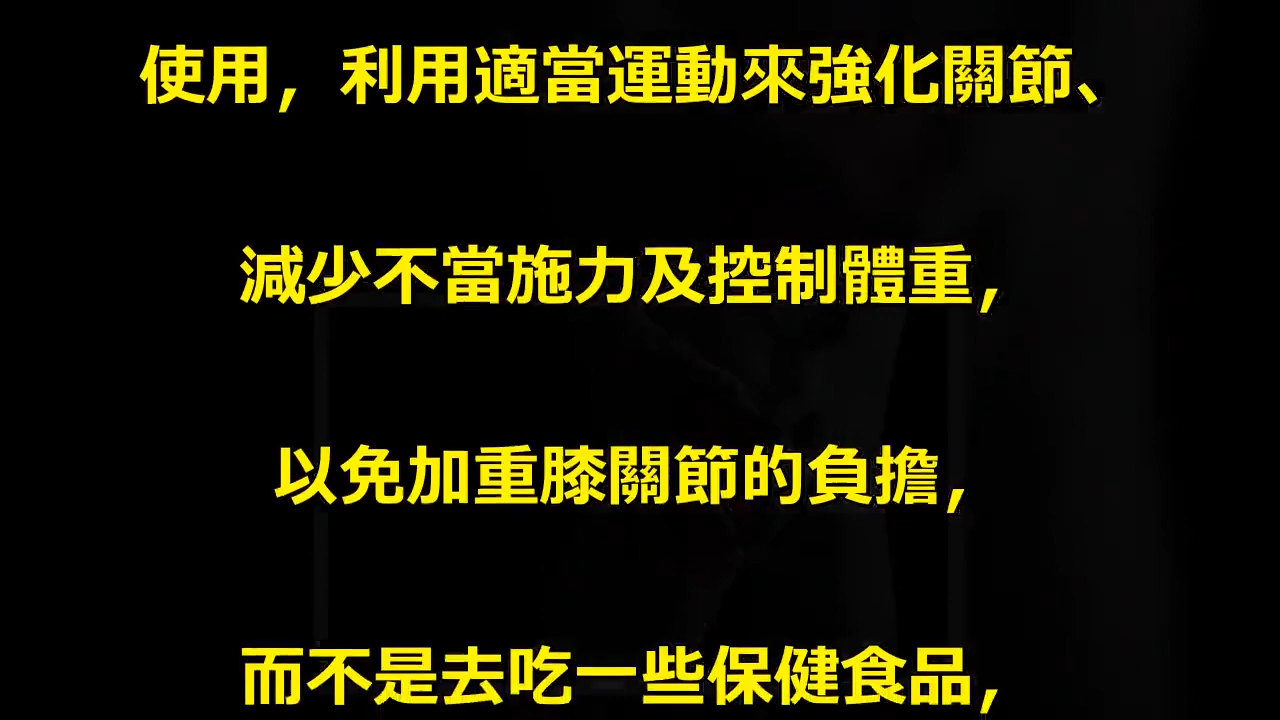 使用，利用適當運動來強化關節、
減少不當施力及控制體重，
以免加重膝關節的負擔，
而不是去吃一些保健食品，